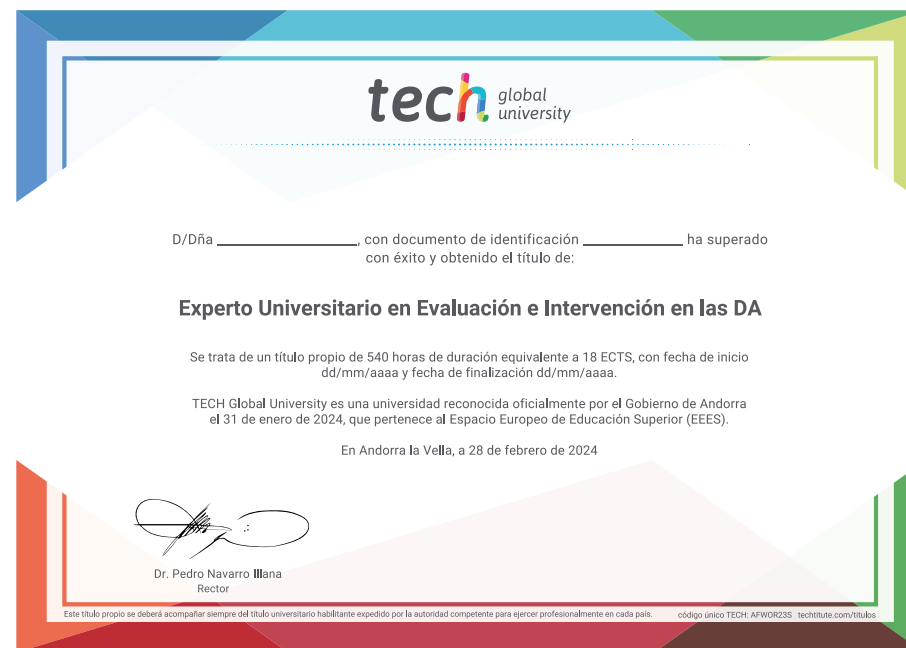 tech global university
D/Dña ____________________, con documento de identificación ______________ ha superado
con éxito y obtenido el título de:
Experto Universitario en Evaluación e Intervención en las DA
Se trata de un título propio de 540 horas de duración equivalente a 18 ECTS, con fecha de inicio
dd/mm/aaaa y fecha de finalización dd/mm/aaaa.
TECH Global University es una universidad reconocida oficialmente por el Gobierno de Andorra
el 31 de enero de 2024, que pertenece al Espacio Europeo de Educación Superior (EEES).
En Andorra la Vella, a 28 de febrero de 2024
Dr. Pedro Navarro Illana
Rector
Este título propio se deberá acompañar siempre del título universitario habilitante expedido por la autoridad competente para ejercer profesionalmente en cada país. código único TECH: AFWOR23S techtitute.com/titulos